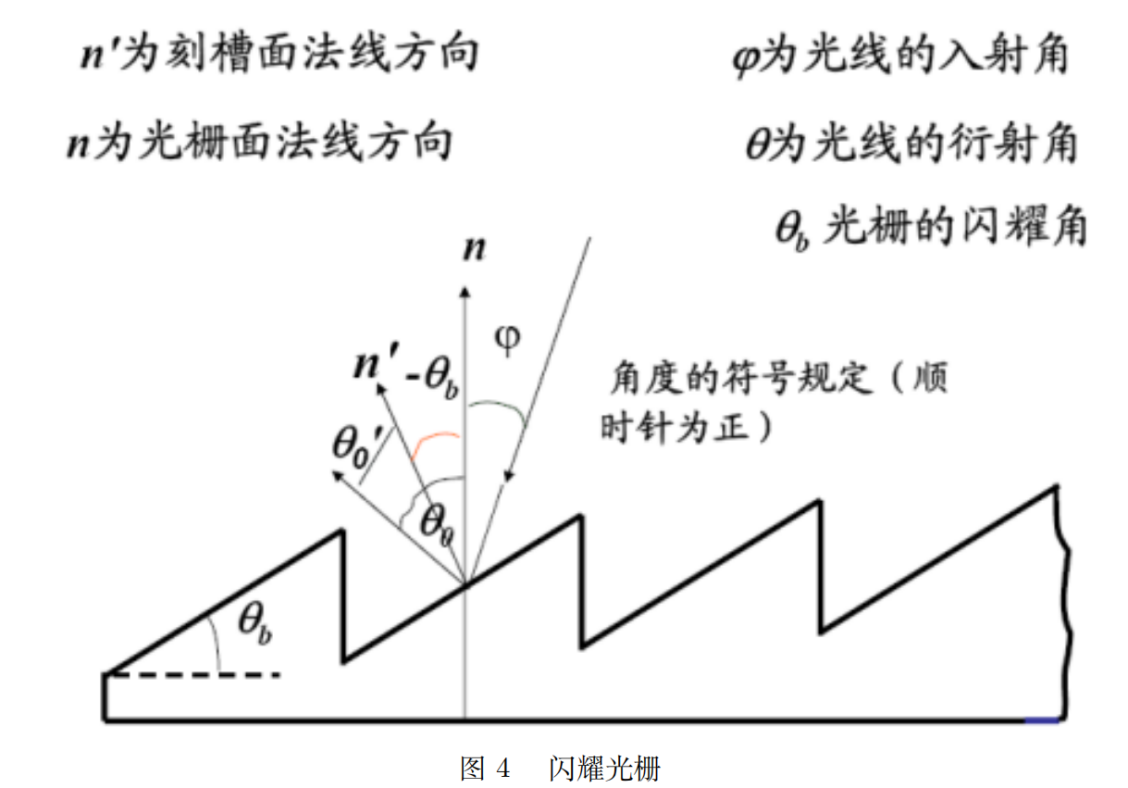 n'为刻槽面法线方向
φ为光线的入射角
n为光栅面法线方向
θ为光线的衍射角
θb 光栅的闪耀角
n
φ
n'
-θb
角度的符号规定（顺
时针为正）
θ0'
θ0
θb
图 4 闪耀光栅